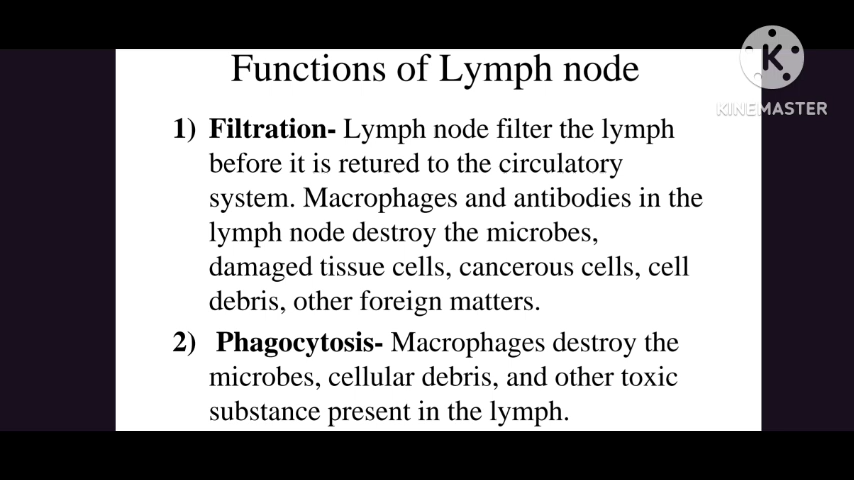 Functions of Lymph node
K
KINEMASTER
1) Filtration- Lymph node filter the lymph
before it is retured to the circulatory
system. Macrophages and antibodies in the
lymph node destroy the microbes,
damaged tissue cells, cancerous cells, cell
debris, other foreign matters.
2) Phagocytosis- Macrophages destroy the
microbes, cellular debris, and other toxic
substance present in the lymph.